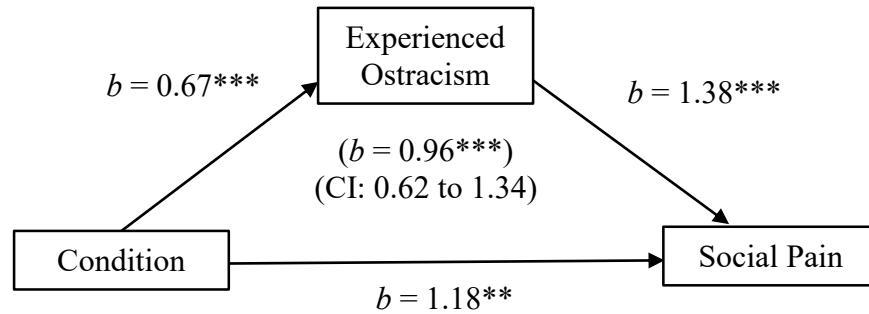 Experienced
Ostracism
b = 0.67***
b = 1.38***
(b = 0.96***)
(CI: 0.62 to 1.34)
Condition
Social Pain
b = 1.18**